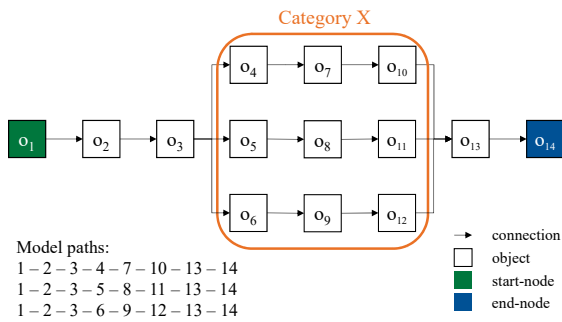 Category X
o₄ o₇ o₁₀
o₁ o₂ o₃ o₅ o₈ o₁₁ o₁₃ o₁₄
o₆ o₉ o₁₂
Model paths:
1 – 2 – 3 – 4 – 7 – 10 – 13 – 14
1 – 2 – 3 – 5 – 8 – 11 – 13 – 14
1 – 2 – 3 – 6 – 9 – 12 – 13 – 14
connection
object
start-node
end-node